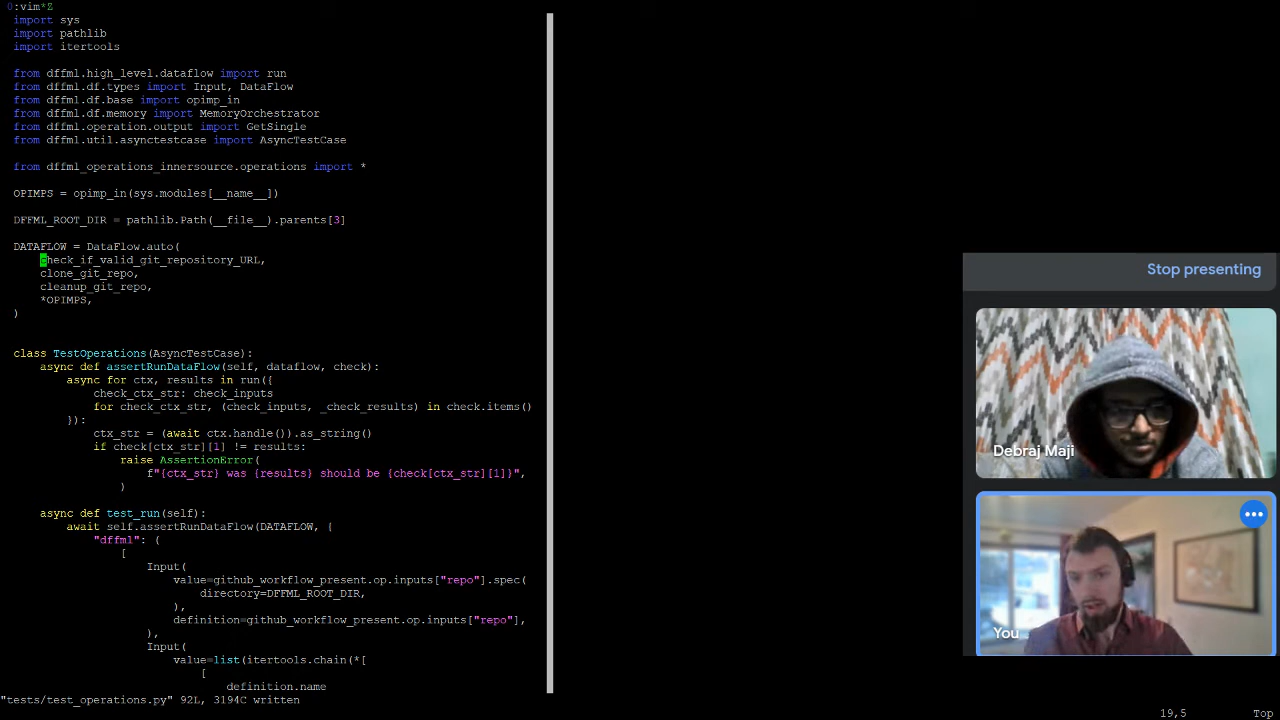 0:vim*Z
import sys
import pathlib
import itertools
from dffml.high_level.dataflow import run
from dffml.df.types import Input, DataFlow
from dffml.df.base import opimp_in
from dffml.df.memory import MemoryOrchestrator
from dffml.operation.output import GetSingle
from dffml.util.asynctestcase import AsyncTestCase
from dffml_operations_innersource.operations import *
OPIMPS = opimp_in(sys.modules[__name__])
DFFML_ROOT_DIR = pathlib.Path(__file__).parents[3]
DATAFLOW = DataFlow.auto(
check_if_valid_git_repository_URL,
clone_git_repo,
cleanup_git_repo,
*OPIMPS,
)
class TestOperations(AsyncTestCase):
async def assertRunDataFlow(self, dataflow, check):
async for ctx, results in run({
check_ctx_str: check_inputs
for check_ctx_str, (check_inputs, _check_results) in check.items()
}):
ctx_str = (await ctx.handle()).as_string()
if check[ctx_str][1] != results:
raise AssertionError(
f"{ctx_str} was {results} should be {check[ctx_str][1]}",
)
async def test_run(self):
await self.assertRunDataFlow(DATAFLOW, {
"dffml": (
[
Input(
value=github_workflow_present.op.inputs["repo"].spec(
directory=DFFML_ROOT_DIR,
),
definition=github_workflow_present.op.inputs["repo"],
),
Input(
value=list(itertools.chain(*[
[
definition.name
"tests/test_operations.py" 92L, 3194C written
19,5 Top
Stop presenting
Debraj Maji
You